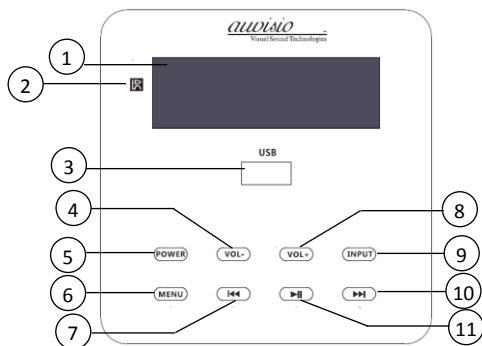 auvisio
Visual Sound Technologies
1
2
IR
3
USB
4
8
5
POWER
VOL-
VOL+
INPUT
9
6
MENU
10
7
11